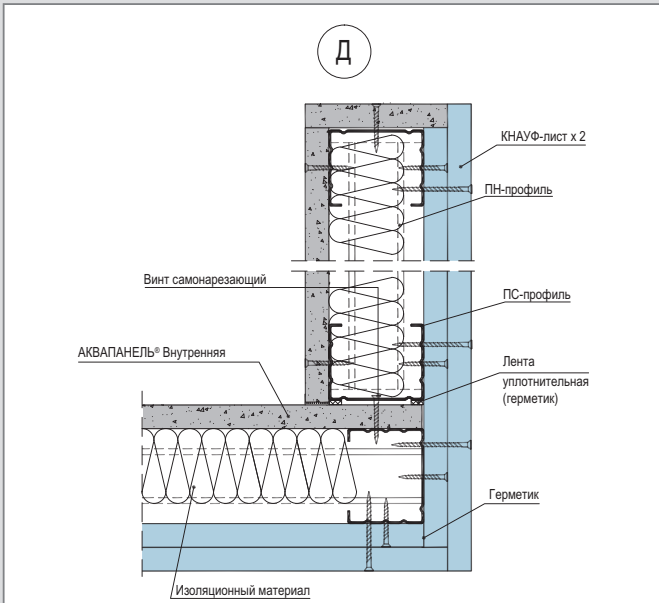 Д
КНАУФ-лист х 2
ПН-профиль
Винт самонарезающий
ПС-профиль
АКВАПАНЕЛЬ® Внутренняя
Лента
уплотнительная
(герметик)
Герметик
Изоляционный материал